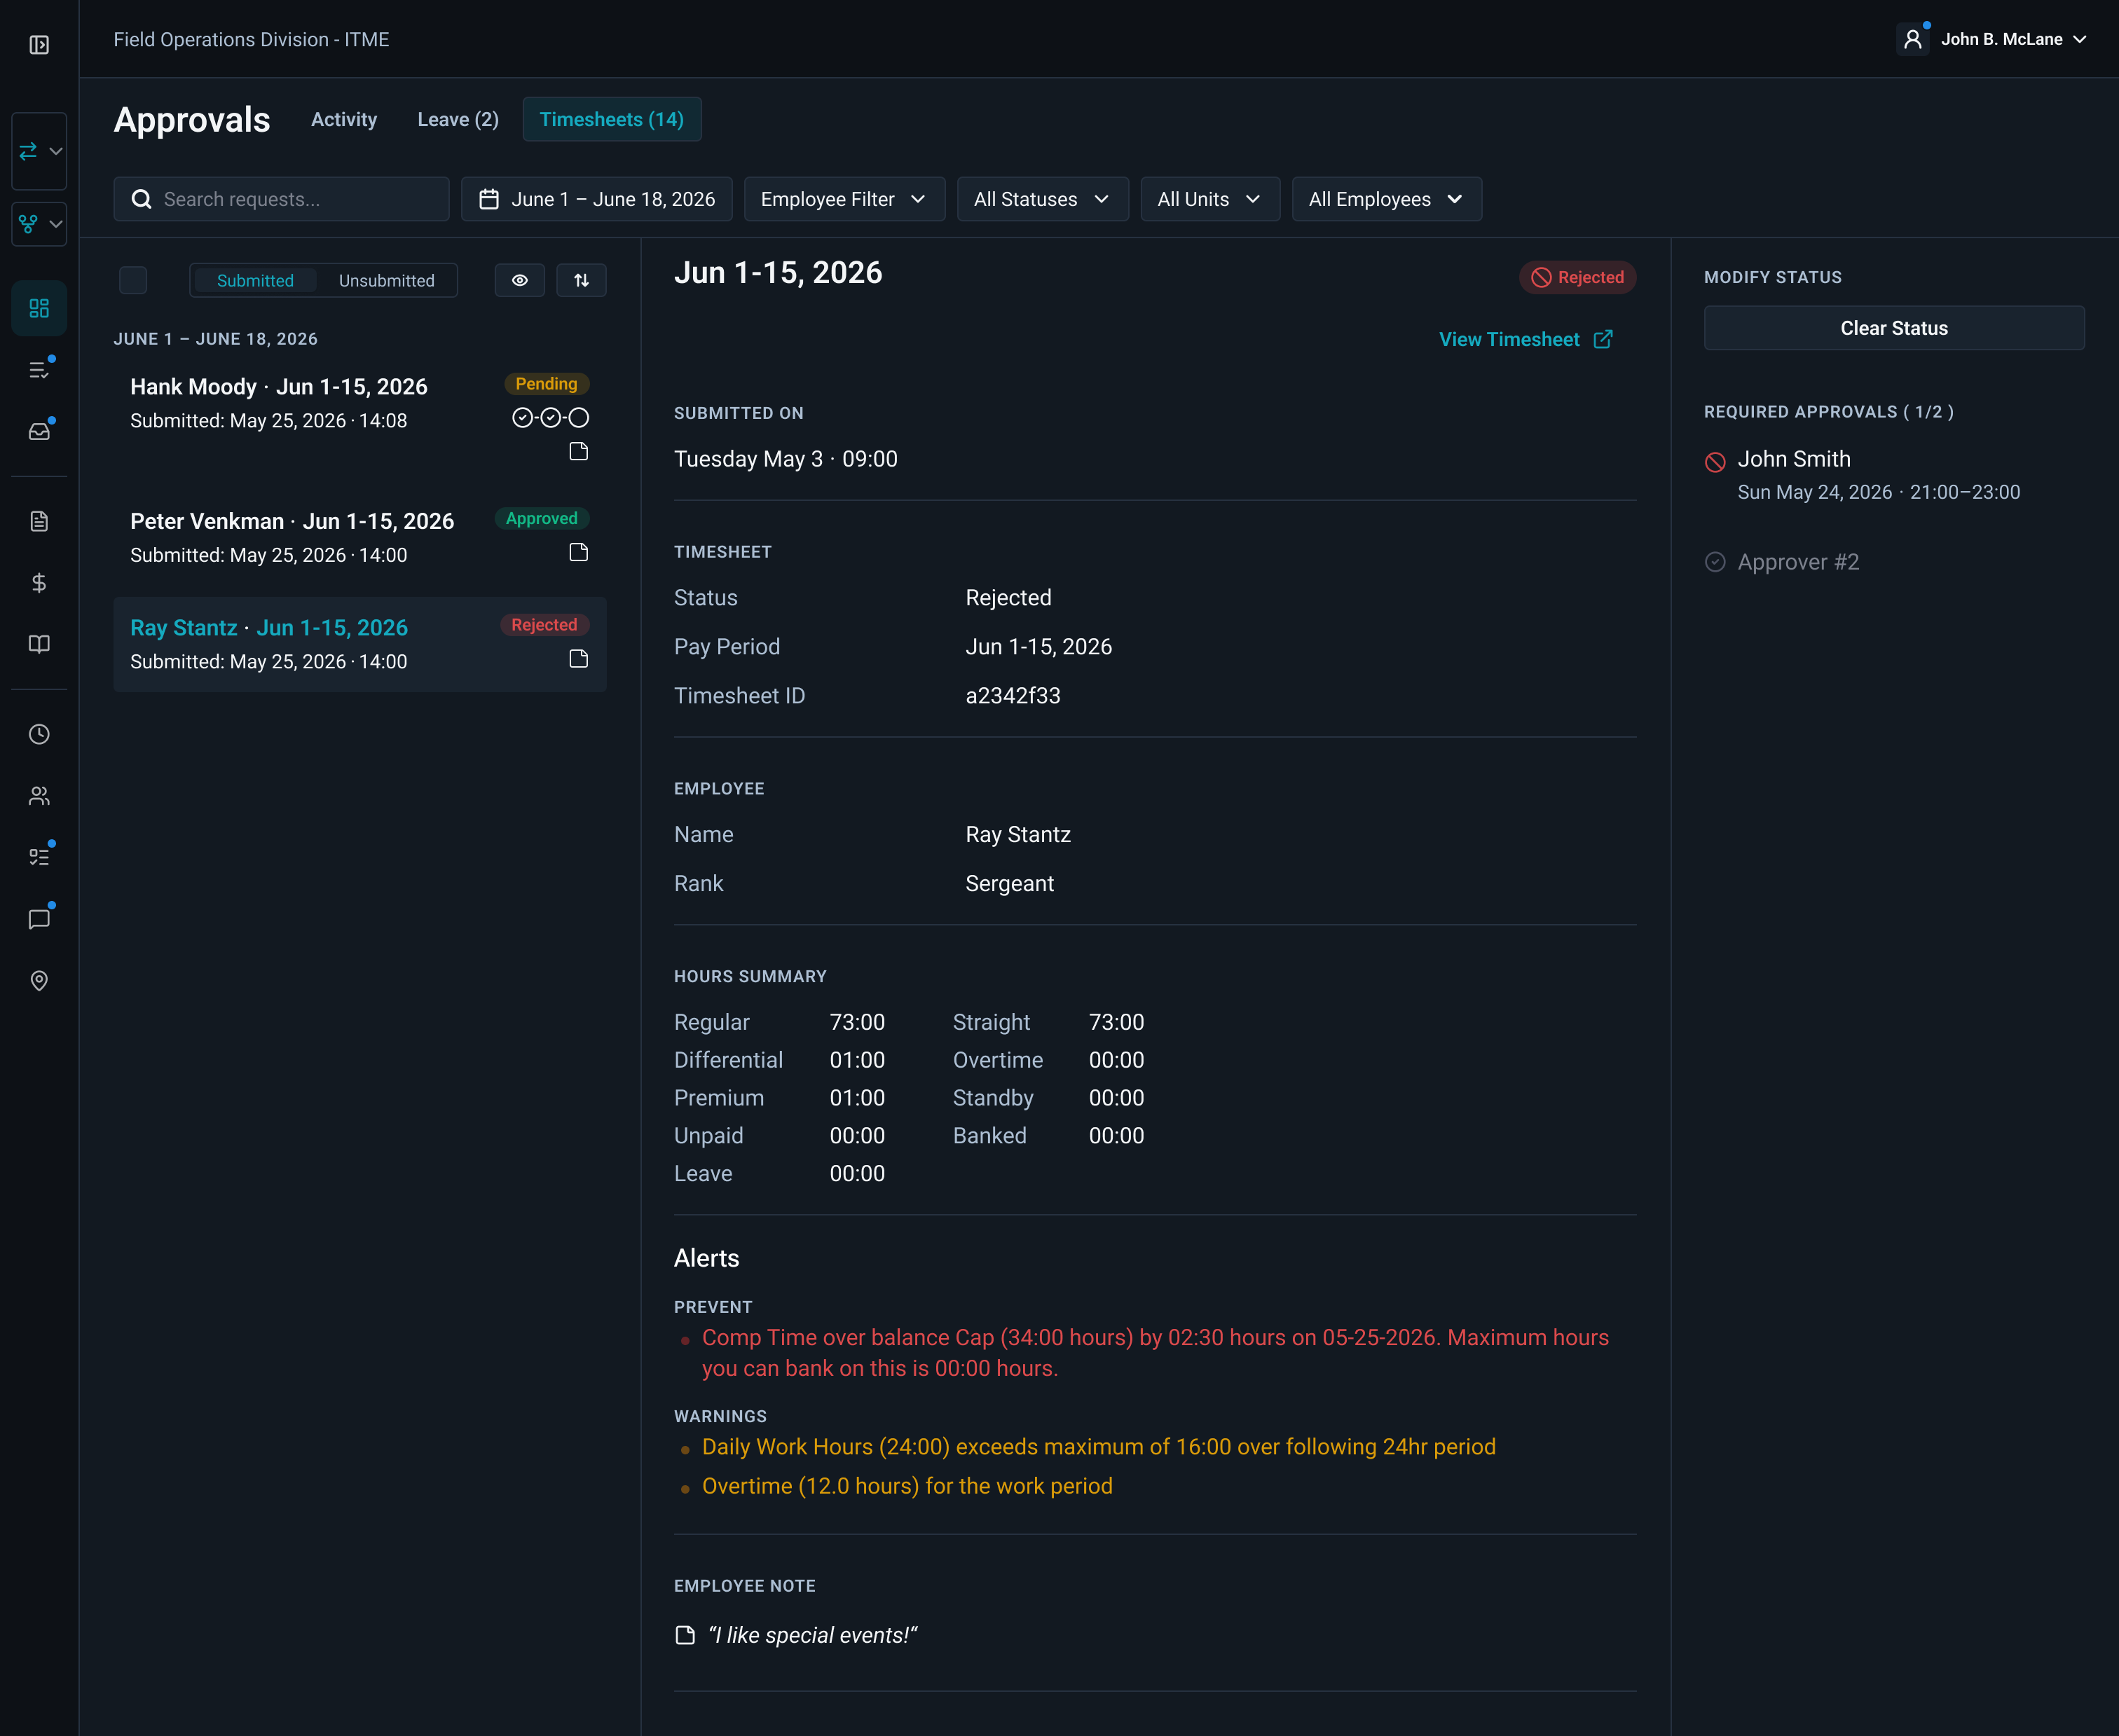 Field Operations Division - ITME
John B. McLane
Approvals
Activity
Leave (2)
Timesheets (14)
Search requests...
June 1 – June 18, 2026
Employee Filter
All Statuses
All Units
All Employees
Submitted
Unsubmitted
JUNE 1 – JUNE 18, 2026
Hank Moody · Jun 1-15, 2026
Pending
Submitted: May 25, 2026 · 14:08
Peter Venkman · Jun 1-15, 2026
Approved
Submitted: May 25, 2026 · 14:00
Ray Stantz · Jun 1-15, 2026
Rejected
Submitted: May 25, 2026 · 14:00
Jun 1-15, 2026
Rejected
View Timesheet
SUBMITTED ON
Tuesday May 3 · 09:00
TIMESHEET
Status Rejected
Pay Period Jun 1-15, 2026
Timesheet ID a2342f33
EMPLOYEE
Name Ray Stantz
Rank Sergeant
HOURS SUMMARY
Regular 73:00 Straight 73:00
Differential 01:00 Overtime 00:00
Premium 01:00 Standby 00:00
Unpaid 00:00 Banked 00:00
Leave 00:00
Alerts
PREVENT
Comp Time over balance Cap (34:00 hours) by 02:30 hours on 05-25-2026. Maximum hours
you can bank on this is 00:00 hours.
WARNINGS
Daily Work Hours (24:00) exceeds maximum of 16:00 over following 24hr period
Overtime (12.0 hours) for the work period
EMPLOYEE NOTE
“I like special events!“
MODIFY STATUS
Clear Status
REQUIRED APPROVALS ( 1/2 )
John Smith
Sun May 24, 2026 · 21:00–23:00
Approver #2